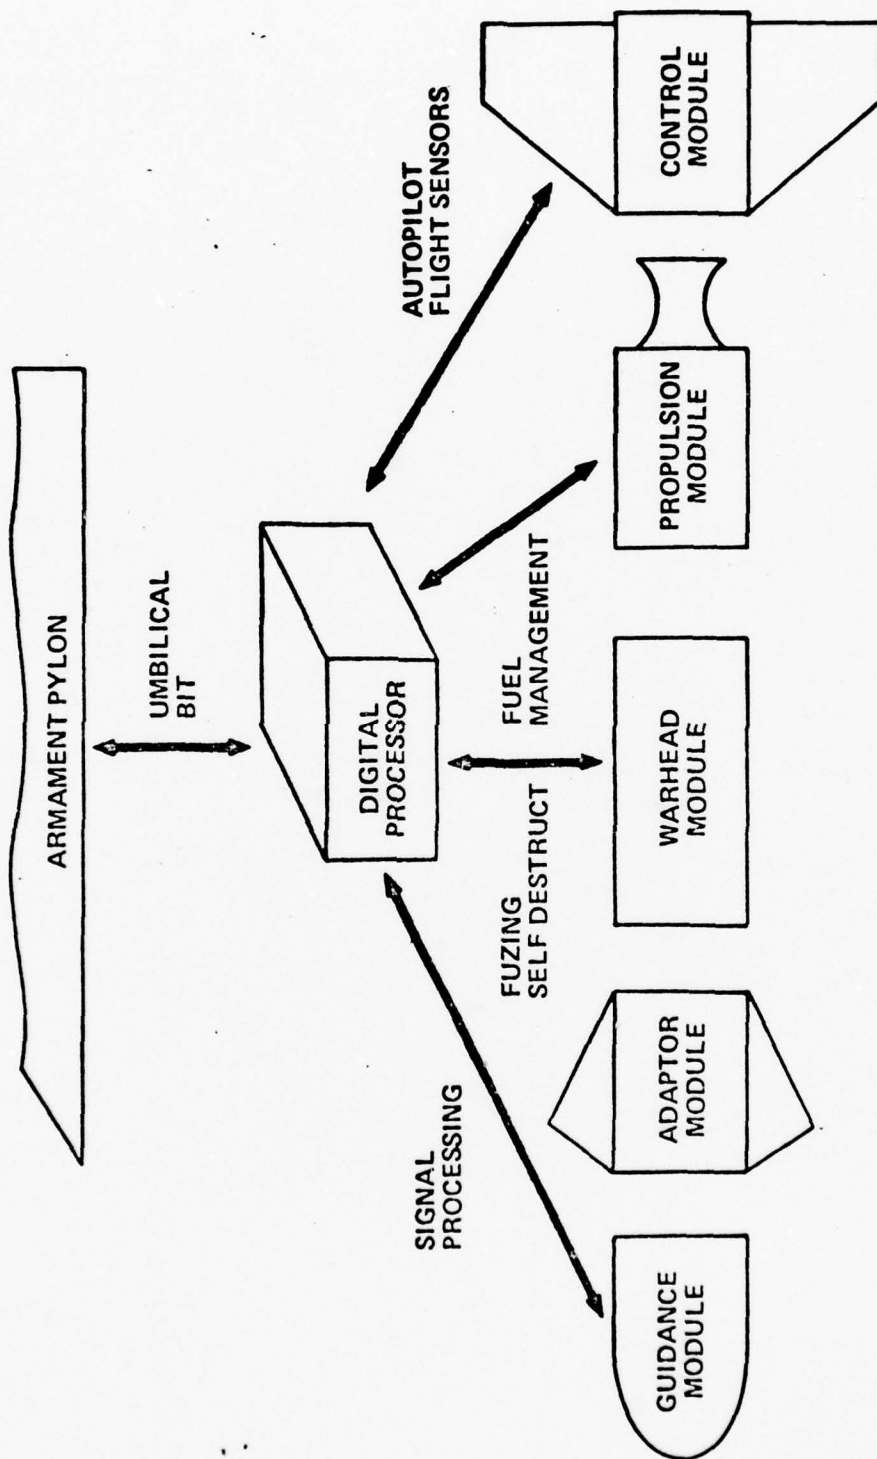 ARMAMENT PYLON
UMBILICAL
BIT
DIGITAL
PROCESSOR
SIGNAL
PROCESSING
FUZING
SELF DESTRUCT
FUEL
MANAGEMENT
AUTOPILOT
FLIGHT SENSORS
GUIDANCE
MODULE
ADAPTOR
MODULE
WARHEAD
MODULE
PROPULSION
MODULE
CONTROL
MODULE